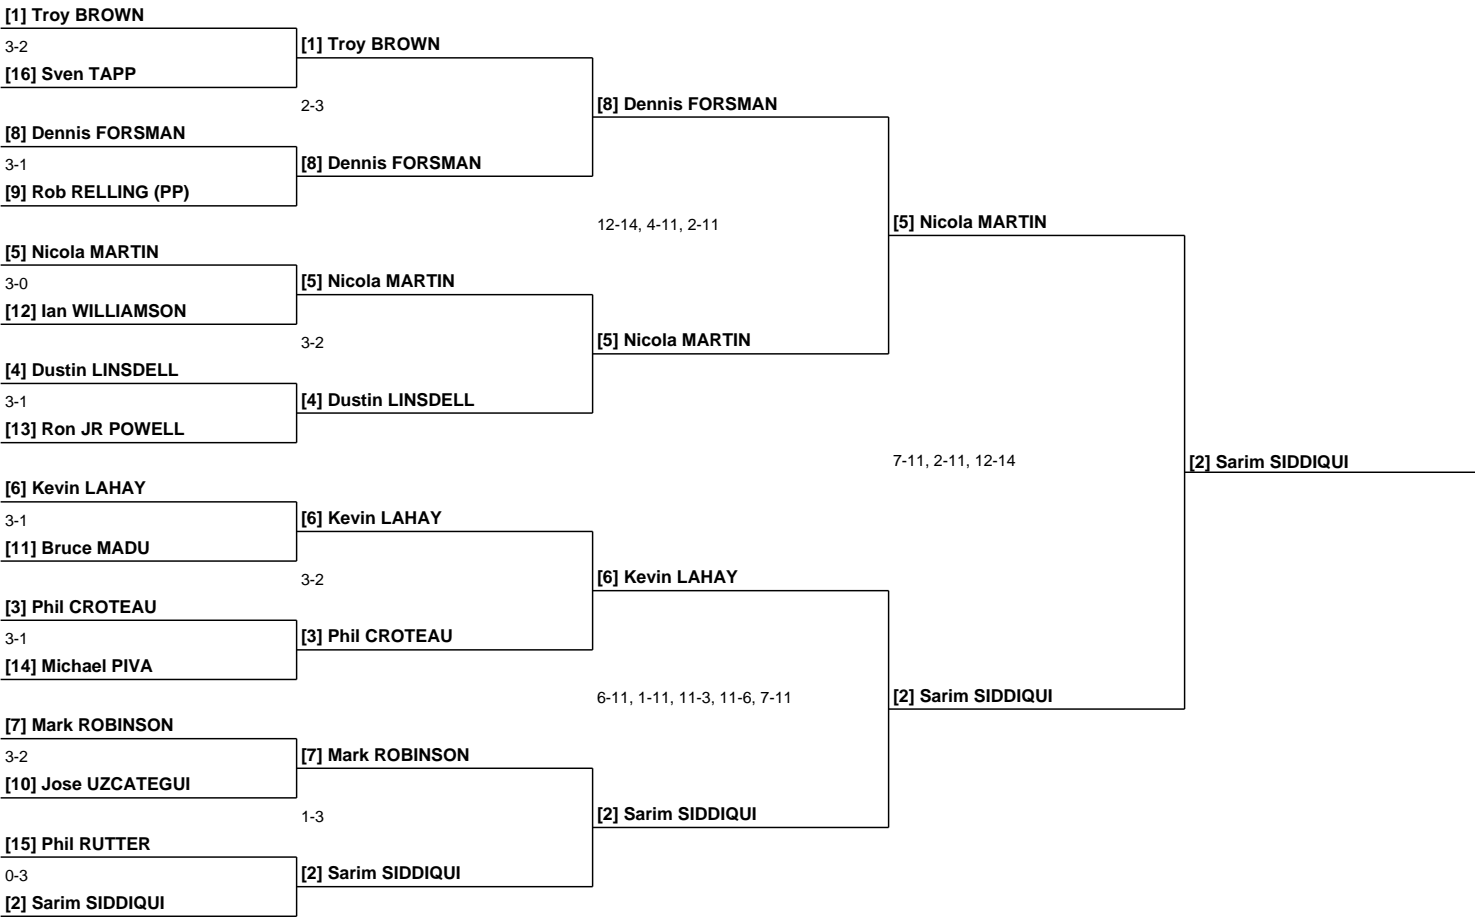 [1] Troy BROWN
3-2
[16] Sven TAPP
[8] Dennis FORSMAN
3-1
[9] Rob RELLING (PP)
[5] Nicola MARTIN
3-0
[12] Ian WILLIAMSON
[4] Dustin LINSDELL
3-1
[13] Ron JR POWELL
[6] Kevin LAHAY
3-1
[11] Bruce MADU
[3] Phil CROTEAU
3-1
[14] Michael PIVA
[7] Mark ROBINSON
3-2
[10] Jose UZCATEGUI
[15] Phil RUTTER
0-3
[2] Sarim SIDDIQUI
[1] Troy BROWN
2-3
[8] Dennis FORSMAN
[5] Nicola MARTIN
3-2
[4] Dustin LINSDELL
[6] Kevin LAHAY
3-2
[3] Phil CROTEAU
[7] Mark ROBINSON
1-3
[2] Sarim SIDDIQUI
[8] Dennis FORSMAN
12-14, 4-11, 2-11
[5] Nicola MARTIN
[6] Kevin LAHAY
6-11, 1-11, 11-3, 11-6, 7-11
[2] Sarim SIDDIQUI
[5] Nicola MARTIN
7-11, 2-11, 12-14
[2] Sarim SIDDIQUI
[2] Sarim SIDDIQUI